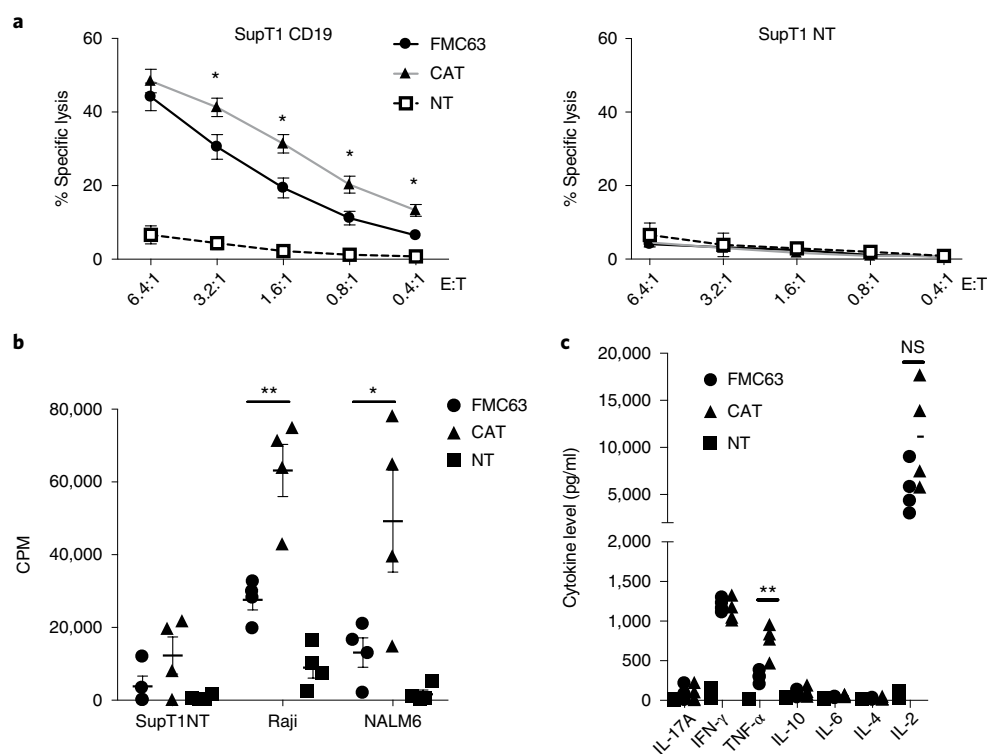 a
SupT1 CD19
FMC63
CAT
NT
% Specific lysis
60
40
20
0
*
*
*
*
6.4:1
3.2:1
1.6:1
0.8:1
0.4:1
E:T
SupT1 NT
% Specific lysis
60
40
20
0
6.4:1
3.2:1
1.6:1
0.8:1
0.4:1
E:T
b
CPM
80,000
60,000
40,000
20,000
0
**
*
FMC63
CAT
NT
SupT1NT
Raji
NALM6
c
Cytokine level (pg/ml)
20,000
15,000
10,000
5,000
2,000
1,500
1,000
500
0
FMC63
CAT
NT
**
NS
IL-17A
IFN-γ
TNF-α
IL-10
IL-6
IL-4
IL-2